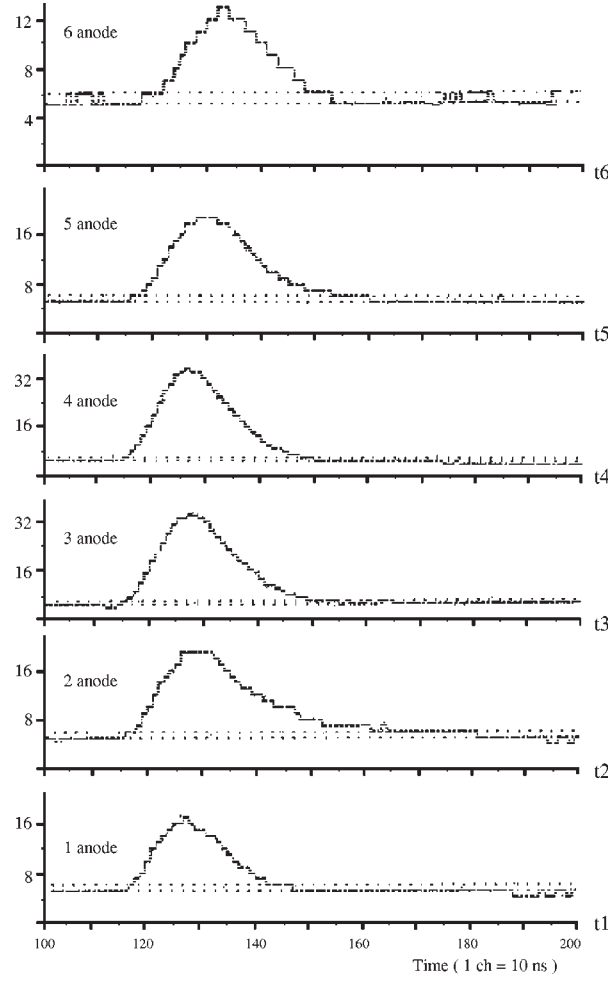 12
6 anode
8
4
t6
5 anode
16
8
t5
32
4 anode
16
t4
32
3 anode
16
t3
2 anode
16
8
t2
16
1 anode
8
t1
100 120 140 160 180 200
Time ( 1 ch = 10 ns )